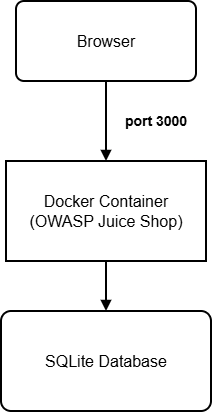 Browser
port 3000
Docker Container
(OWASP Juice Shop)
SQLite Database